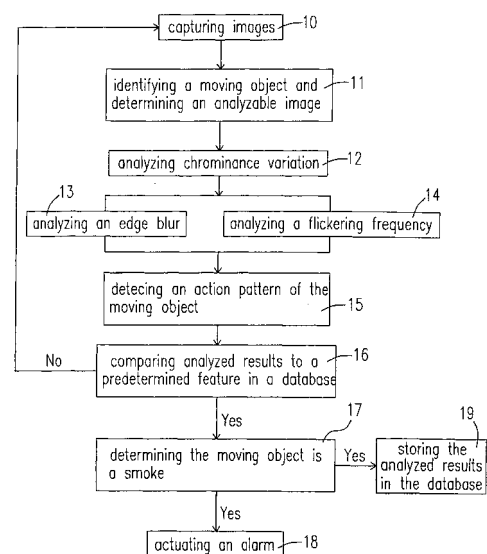 capturing images
10
identifying a moving object and
determining an analyzable image
11
analyzing chrominance variation
12
13
analyzing an edge blur
14
analyzing a flickering frequency
detecing an action pattern of the
moving object
15
No
comparing analyzed results to a
predetermined feature in a database
16
Yes
17
determining the moving object is
a smoke
Yes
19
storing the
analyzed results
in the database
Yes
actuating an alarm
18